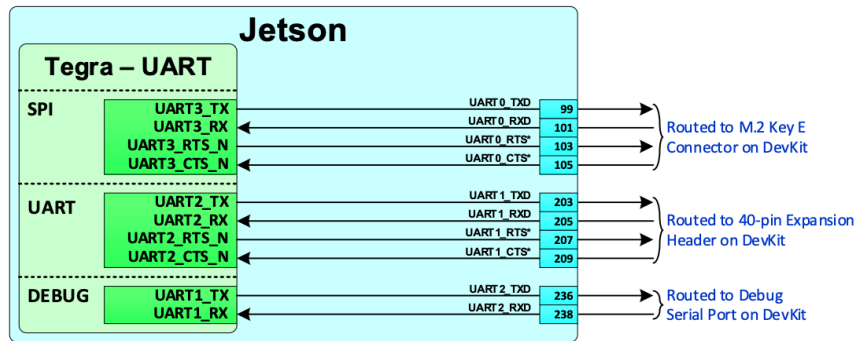 Jetson
Tegra – UART
SPI
UART3_TX UART0_TXD 99
UART3_RX UART0_RXD 101
UART3_RTS_N UART0_RTS* 103
UART3_CTS_N UART0_CTS* 105
Routed to M.2 Key E
Connector on DevKit
UART
UART2_TX UART1_TXD 203
UART2_RX UART1_RXD 205
UART2_RTS_N UART1_RTS* 207
UART2_CTS_N UART1_CTS* 209
Routed to 40-pin Expansion
Header on DevKit
DEBUG
UART1_TX UART2_TXD 236
UART1_RX UART2_RXD 238
Routed to Debug
Serial Port on DevKit